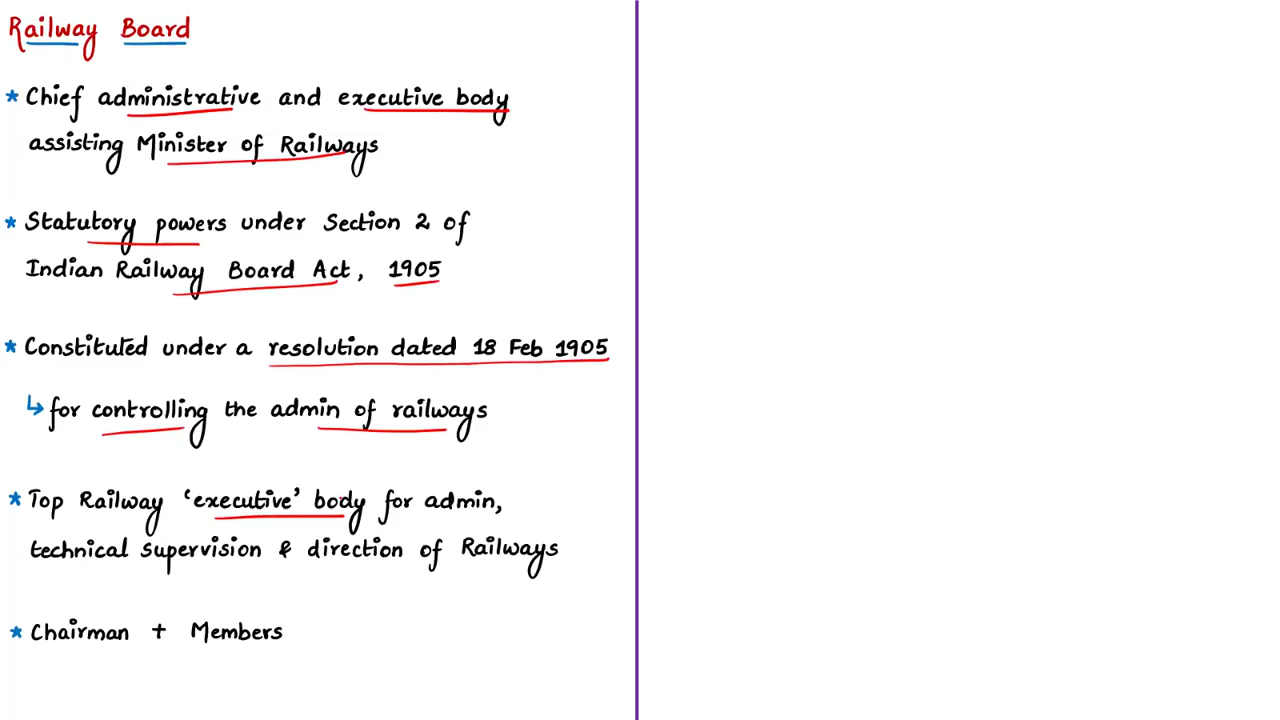 Railway Board
* Chief administrative and executive body
assisting Minister of Railways
* Statutory powers under Section 2 of
Indian Railway Board Act, 1905
* Constituted under a resolution dated 18 Feb 1905
↳ for controlling the admin of railways
* Top Railway ‘executive’ body for admin,
technical supervision & direction of Railways
* Chairman + Members